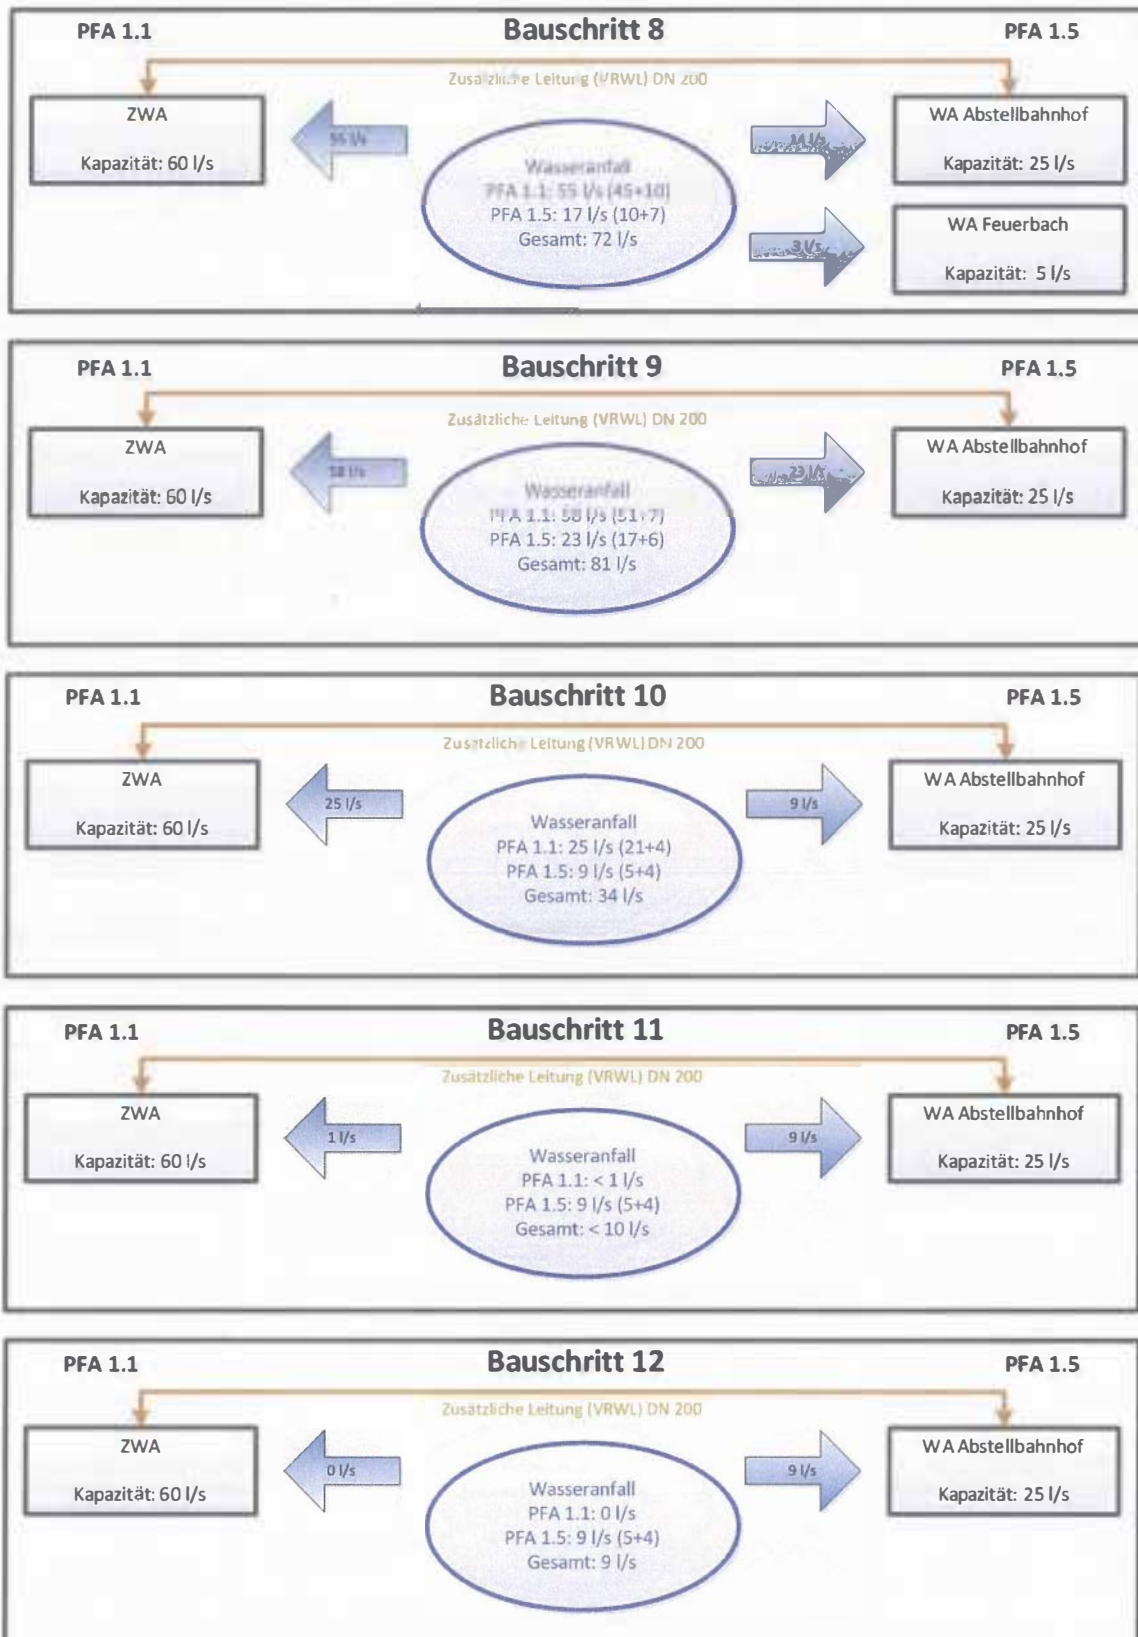 PFA 1.1 Bauschritt 8 PFA 1.5
Zusätzliche Leitung (VRWL) DN 200
ZWA
Kapazität: 60 l/s
55 l/s
Wasseranfall
PFA 1.1: 55 l/s (45+10)
PFA 1.5: 17 l/s (10+7)
Gesamt: 72 l/s
14 l/s
WA Abstellbahnhof
Kapazität: 25 l/s
3 l/s
WA Feuerbach
Kapazität: 5 l/s
PFA 1.1 Bauschritt 9 PFA 1.5
Zusätzliche Leitung (VRWL) DN 200
ZWA
Kapazität: 60 l/s
58 l/s
Wasseranfall
PFA 1.1: 58 l/s (51+7)
PFA 1.5: 23 l/s (17+6)
Gesamt: 81 l/s
23 l/s
WA Abstellbahnhof
Kapazität: 25 l/s
PFA 1.1 Bauschritt 10 PFA 1.5
Zusätzliche Leitung (VRWL) DN 200
ZWA
Kapazität: 60 l/s
25 l/s
Wasseranfall
PFA 1.1: 25 l/s (21+4)
PFA 1.5: 9 l/s (5+4)
Gesamt: 34 l/s
9 l/s
WA Abstellbahnhof
Kapazität: 25 l/s
PFA 1.1 Bauschritt 11 PFA 1.5
Zusätzliche Leitung (VRWL) DN 200
ZWA
Kapazität: 60 l/s
1 l/s
Wasseranfall
PFA 1.1: < 1 l/s
PFA 1.5: 9 l/s (5+4)
Gesamt: < 10 l/s
9 l/s
WA Abstellbahnhof
Kapazität: 25 l/s
PFA 1.1 Bauschritt 12 PFA 1.5
Zusätzliche Leitung (VRWL) DN 200
ZWA
Kapazität: 60 l/s
0 l/s
Wasseranfall
PFA 1.1: 0 l/s
PFA 1.5: 9 l/s (5+4)
Gesamt: 9 l/s
9 l/s
WA Abstellbahnhof
Kapazität: 25 l/s